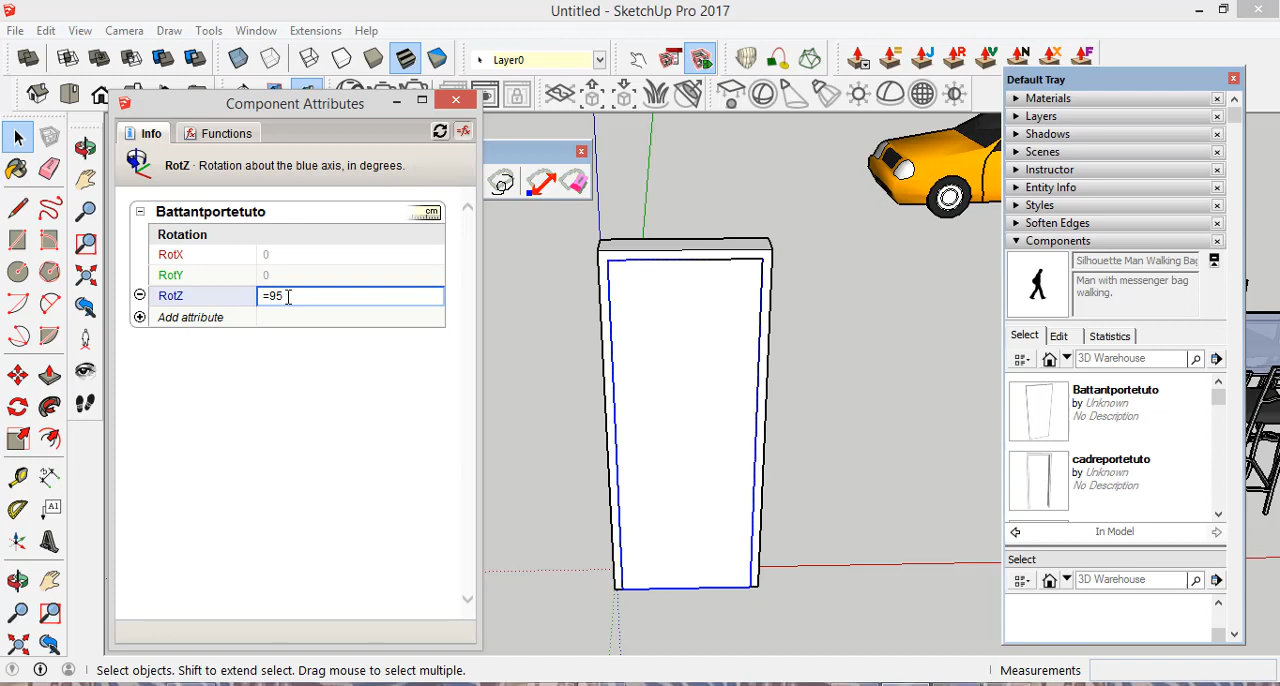 Untitled - SketchUp Pro 2017
File Edit View Camera Draw Tools Window Extensions Help
Layer0
Component Attributes
Info Functions
RotZ - Rotation about the blue axis, in degrees.
Battantportetuto cm
Rotation
RotX 0
RotY 0
RotZ =95
Add attribute
Default Tray
Materials
Layers
Shadows
Scenes
Instructor
Entity Info
Styles
Soften Edges
Components
Silhouette Man Walking Bag
Man with messenger bag
walking.
Select Edit Statistics
3D Warehouse
Battantportetuto
by Unknown
No Description
cadreportetuto
by Unknown
No Description
In Model
Select
3D Warehouse
Select objects. Shift to extend select. Drag mouse to select multiple.
Measurements